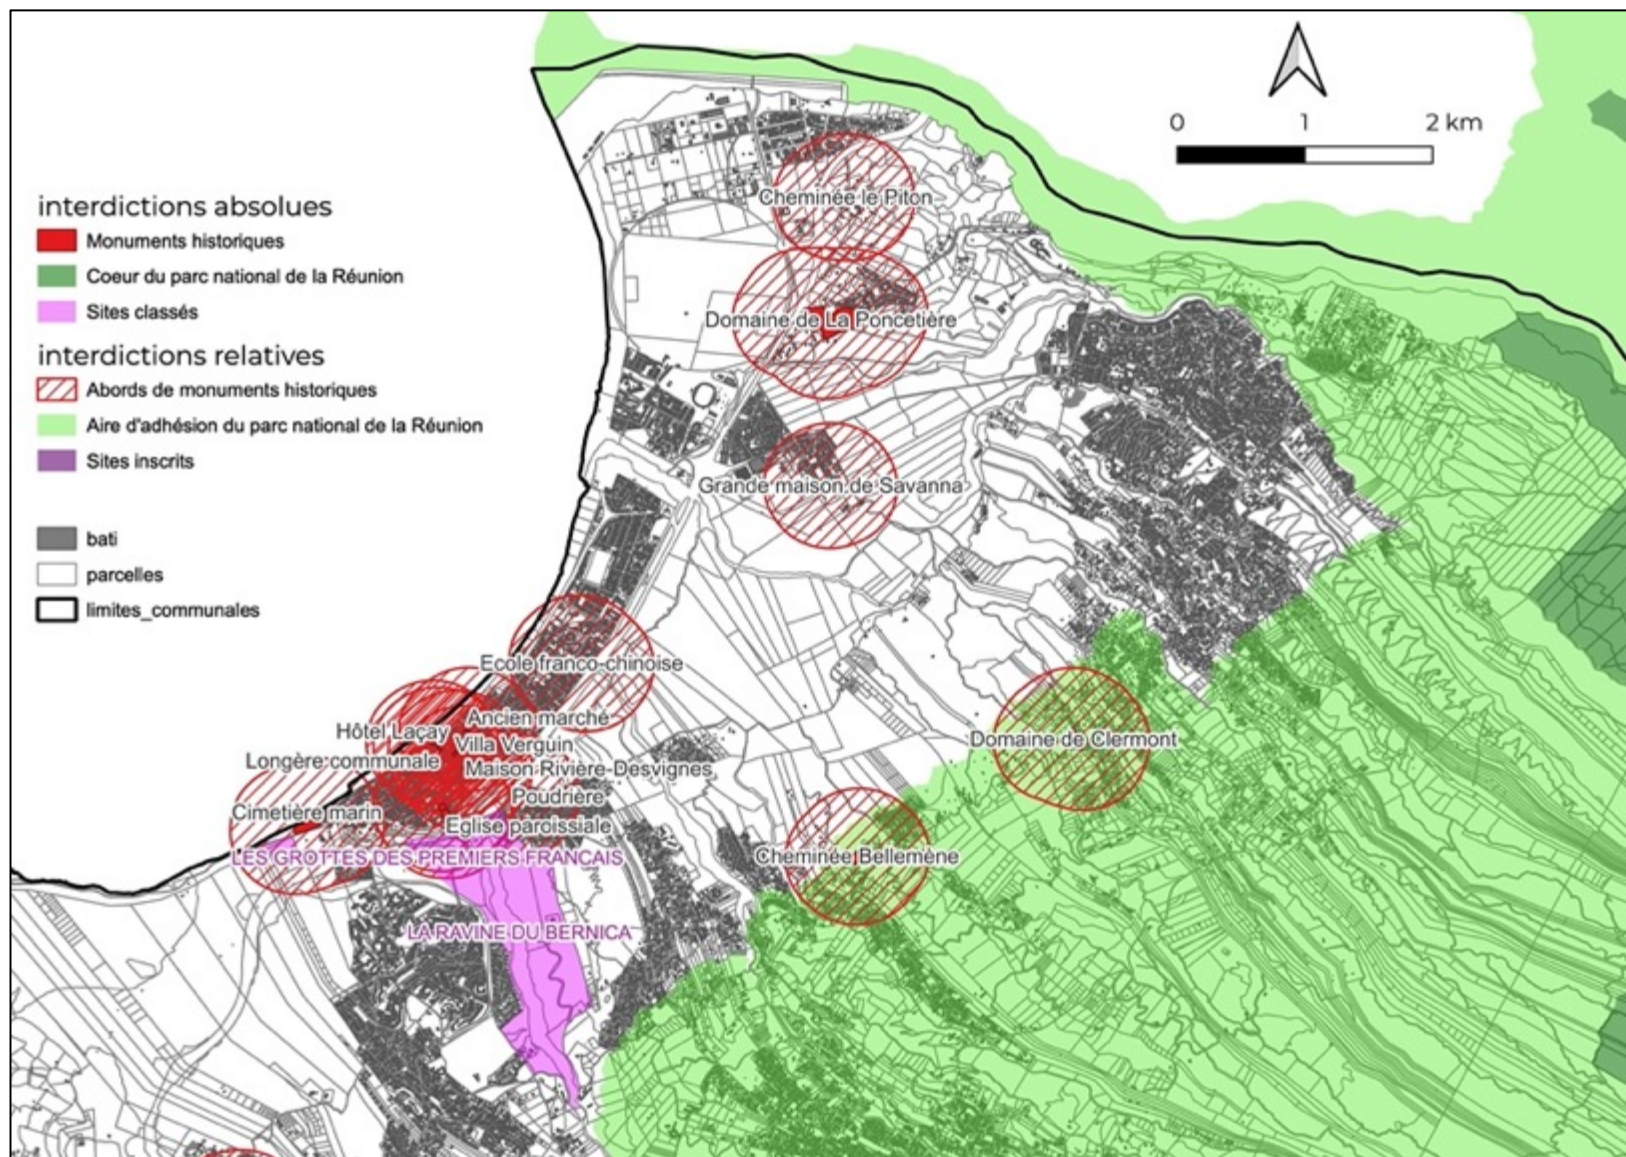 0 1 2 km
interdictions absolues
Monuments historiques
Coeur du parc national de la Réunion
Sites classés
interdictions relatives
Abords de monuments historiques
Aire d'adhésion du parc national de la Réunion
Sites inscrits
bati
parcelles
limites_communales
Cheminée le Piton
Domaine de La Poncetière
Grande maison de Savanna
Ecole franco-chinoise
Ancien marché
Hôtel Laçay
Villa Verguin
Longère communale
Maison Rivière-Desvignes
Poudrière
Cimetière marin
Eglise paroissiale
LES GROTTES DES PREMIERS FRANCAIS
LA RAVINE DU BERNICA
Domaine de Clermont
Cheminée Bellemène